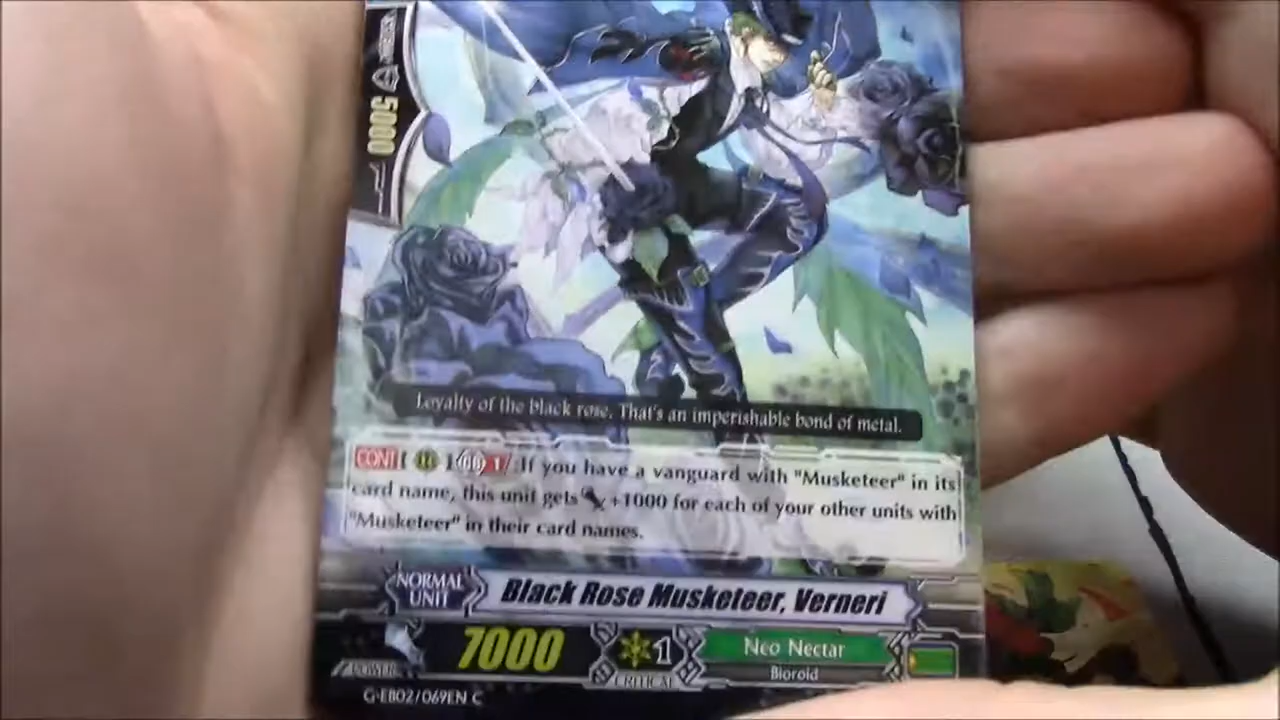 5000
Loyalty of the black rose. That's an imperishable bond of metal.
CONT [ ] GB 1/ If you have a vanguard with "Musketeer" in its
card name, this unit gets +1000 for each of your other units with
"Musketeer" in their card names.
NORMAL
UNIT
Black Rose Musketeer, Verneri
POWER
7000
1
CRITICAL
Neo Nectar
Bioroid
G-EB02/069EN C